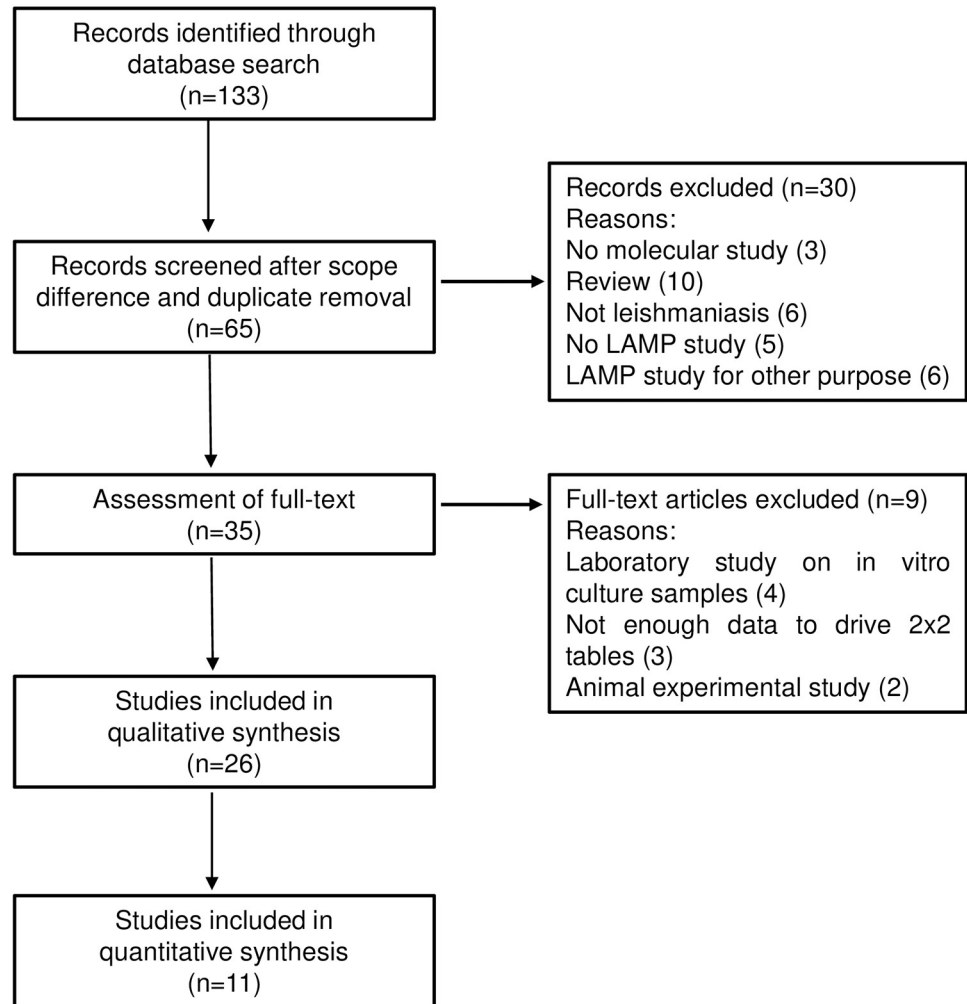 Records identified through
database search
(n=133)
Records excluded (n=30)
Reasons:
No molecular study (3)
Review (10)
Not leishmaniasis (6)
No LAMP study (5)
LAMP study for other purpose (6)
Records screened after scope
difference and duplicate removal
(n=65)
Assessment of full-text
(n=35)
Full-text articles excluded (n=9)
Reasons:
Laboratory study on in vitro
culture samples (4)
Not enough data to drive 2x2
tables (3)
Animal experimental study (2)
Studies included in
qualitative synthesis
(n=26)
Studies included in
quantitative synthesis
(n=11)